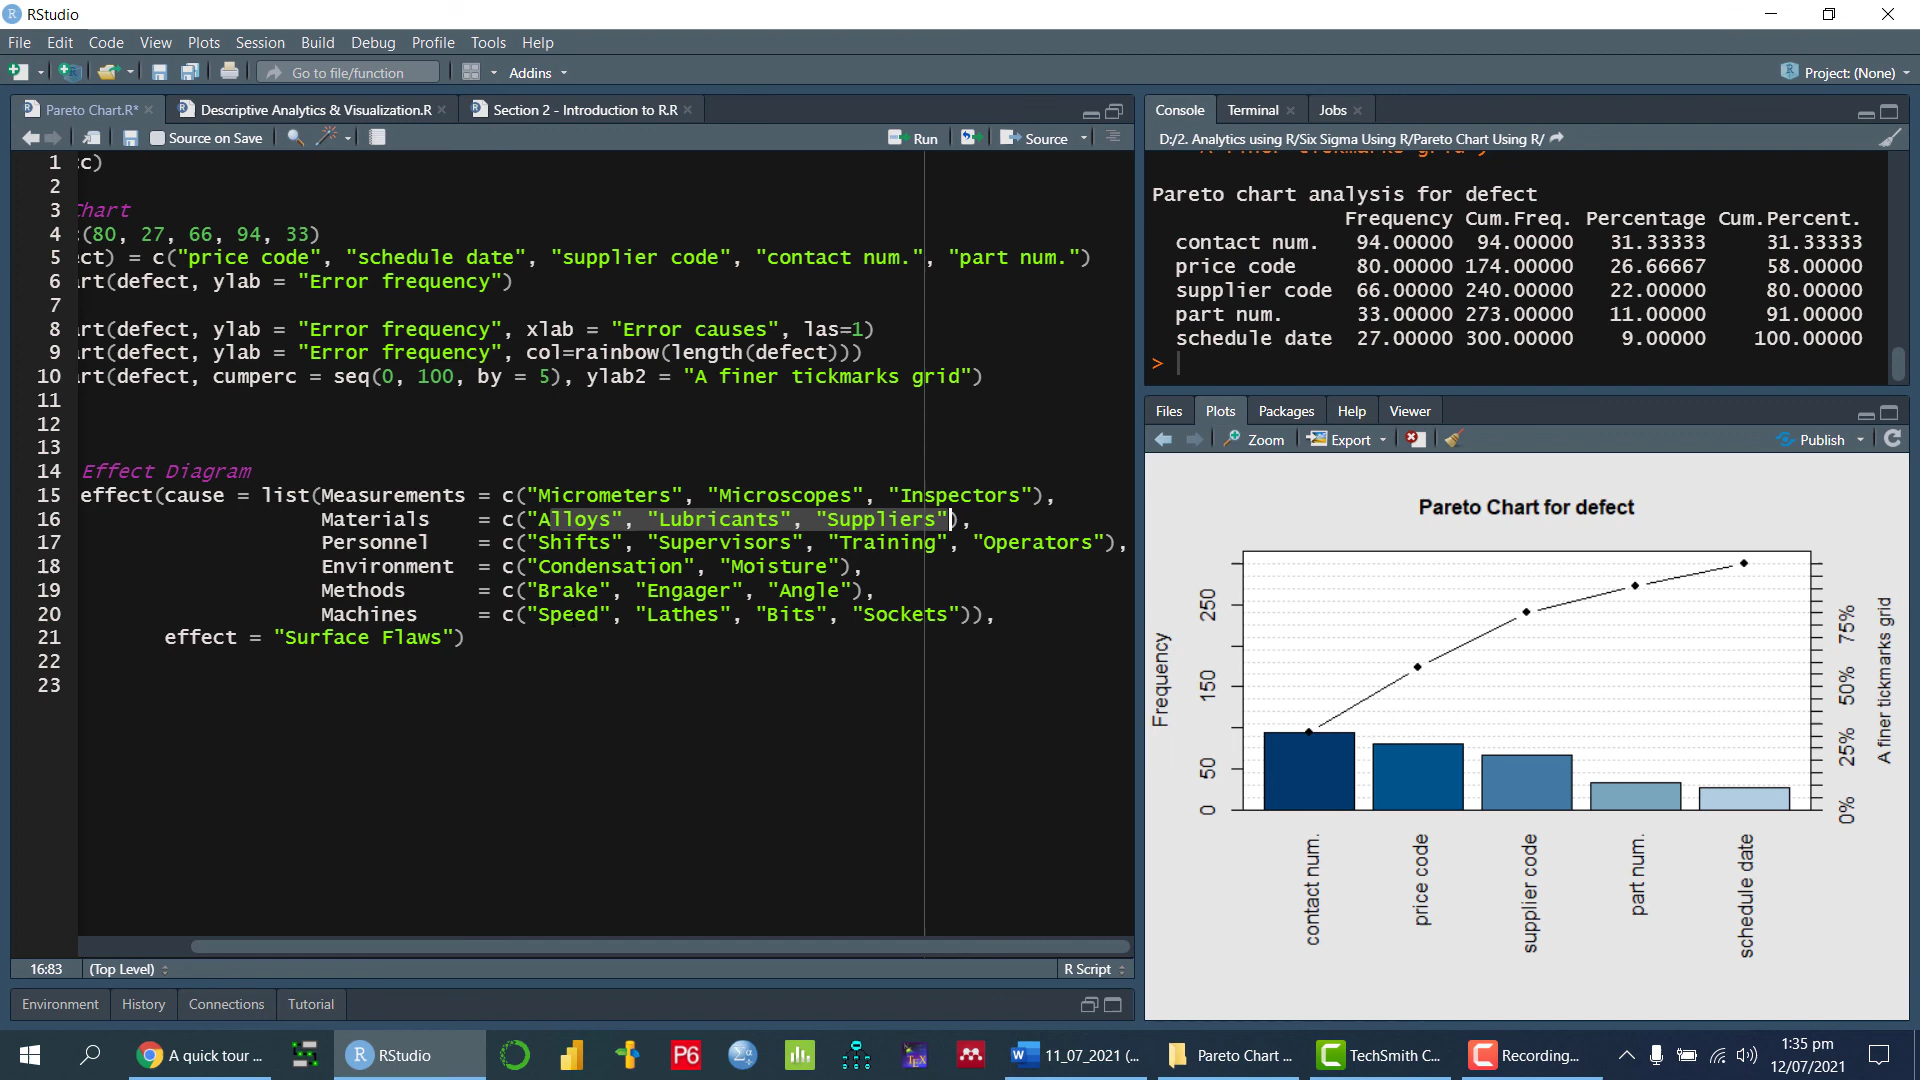 RStudio
File Edit Code View Plots Session Build Debug Profile Tools Help
Go to file/function Addins Project: (None)
Pareto Chart.R* Descriptive Analytics & Visualization.R Section 2 - Introduction to R.R
Source on Save Run Source
1 :c)
2
3 Chart
4 :(80, 27, 66, 94, 33)
5 ect) = c("price code", "schedule date", "supplier code", "contact num.", "part num.")
6 art(defect, ylab = "Error frequency")
7
8 art(defect, ylab = "Error frequency", xlab = "Error causes", las=1)
9 art(defect, ylab = "Error frequency", col=rainbow(length(defect)))
10 art(defect, cumperc = seq(0, 100, by = 5), ylab2 = "A finer tickmarks grid")
11
12
13
14 Effect Diagram
15 effect(cause = list(Measurements = c("Micrometers", "Microscopes", "Inspectors"),
16 Materials = c("Alloys", "Lubricants", "Suppliers"),
17 Personnel = c("Shifts", "Supervisors", "Training", "Operators"),
18 Environment = c("Condensation", "Moisture"),
19 Methods = c("Brake", "Engager", "Angle"),
20 Machines = c("Speed", "Lathes", "Bits", "Sockets")),
21 effect = "Surface Flaws")
22
23
16:83 (Top Level) R Script
Environment History Connections Tutorial
Console Terminal Jobs
D:/2. Analytics using R/Six Sigma Using R/Pareto Chart Using R/
Pareto chart analysis for defect
Frequency Cum.Freq. Percentage Cum.Percent.
contact num. 94.00000 94.00000 31.33333 31.33333
price code 80.00000 174.00000 26.66667 58.00000
supplier code 66.00000 240.00000 22.00000 80.00000
part num. 33.00000 273.00000 11.00000 91.00000
schedule date 27.00000 300.00000 9.00000 100.00000
>
Files Plots Packages Help Viewer
Zoom Export Publish
Pareto Chart for defect
Frequency
0 50 150 250
0% 25% 50% 75%
A finer tickmarks grid
contact num.
price code
supplier code
part num.
schedule date
A quick tour ... RStudio 11_07_2021 (... Pareto Chart ... TechSmith C... Recording...
1:35 pm
12/07/2021